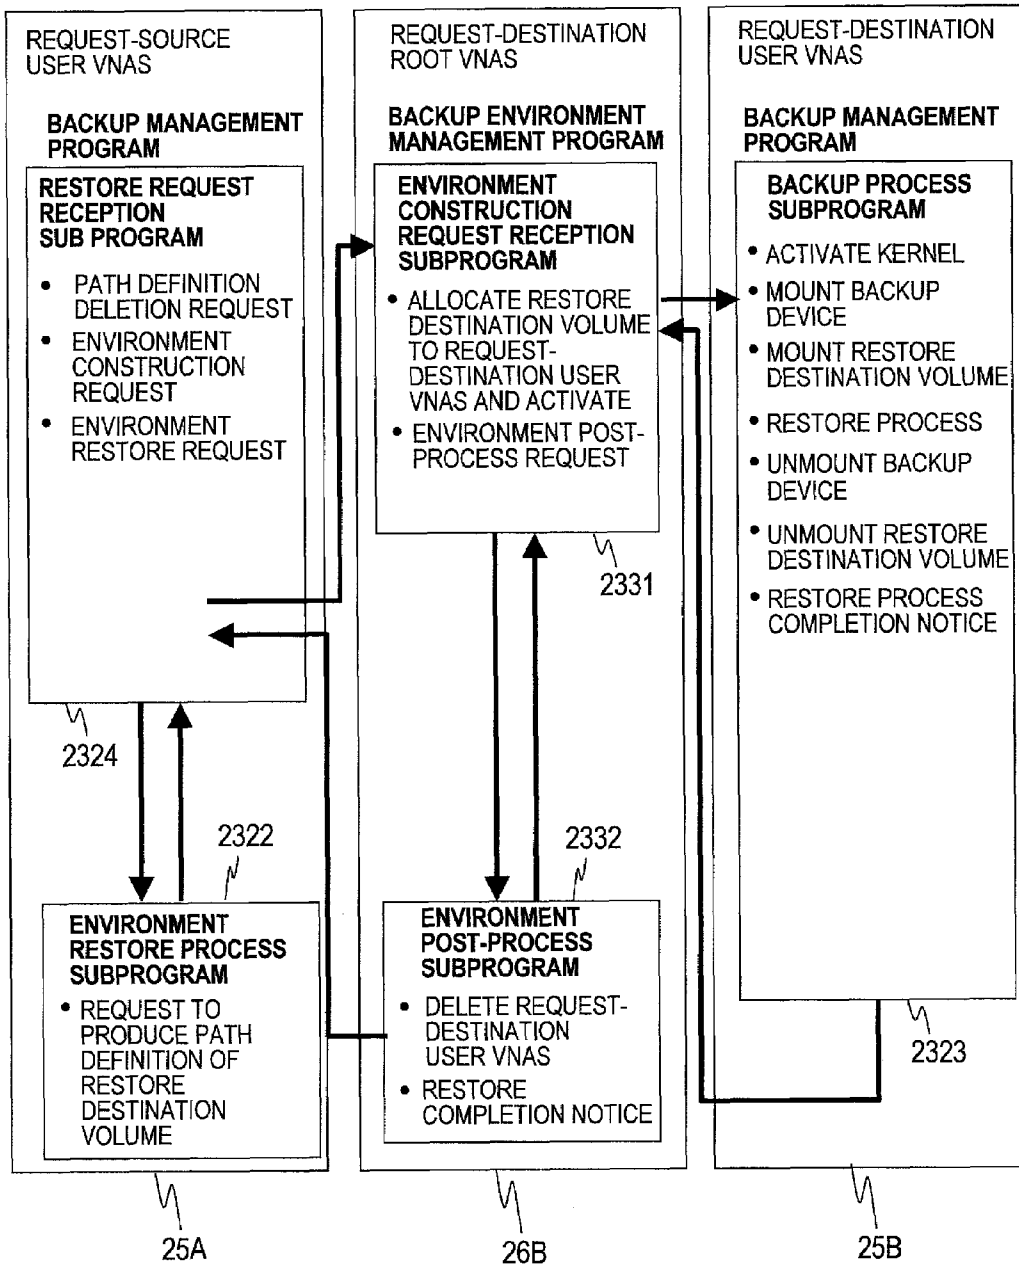 REQUEST-SOURCE
USER VNAS
BACKUP MANAGEMENT
PROGRAM
RESTORE REQUEST
RECEPTION
SUB PROGRAM
• PATH DEFINITION
DELETION REQUEST
• ENVIRONMENT
CONSTRUCTION
REQUEST
• ENVIRONMENT
RESTORE REQUEST
2324
2322
ENVIRONMENT
RESTORE PROCESS
SUBPROGRAM
• REQUEST TO
PRODUCE PATH
DEFINITION OF
RESTORE
DESTINATION
VOLUME
25A
REQUEST-DESTINATION
ROOT VNAS
BACKUP ENVIRONMENT
MANAGEMENT PROGRAM
ENVIRONMENT
CONSTRUCTION
REQUEST RECEPTION
SUBPROGRAM
• ALLOCATE RESTORE
DESTINATION VOLUME
TO REQUEST-
DESTINATION USER
VNAS AND ACTIVATE
• ENVIRONMENT POST-
PROCESS REQUEST
2331
2332
ENVIRONMENT
POST-PROCESS
SUBPROGRAM
• DELETE REQUEST-
DESTINATION
USER VNAS
• RESTORE
COMPLETION NOTICE
26B
REQUEST-DESTINATION
USER VNAS
BACKUP MANAGEMENT
PROGRAM
BACKUP PROCESS
SUBPROGRAM
• ACTIVATE KERNEL
• MOUNT BACKUP
DEVICE
• MOUNT RESTORE
DESTINATION VOLUME
• RESTORE PROCESS
• UNMOUNT BACKUP
DEVICE
• UNMOUNT RESTORE
DESTINATION VOLUME
• RESTORE PROCESS
COMPLETION NOTICE
2323
25B